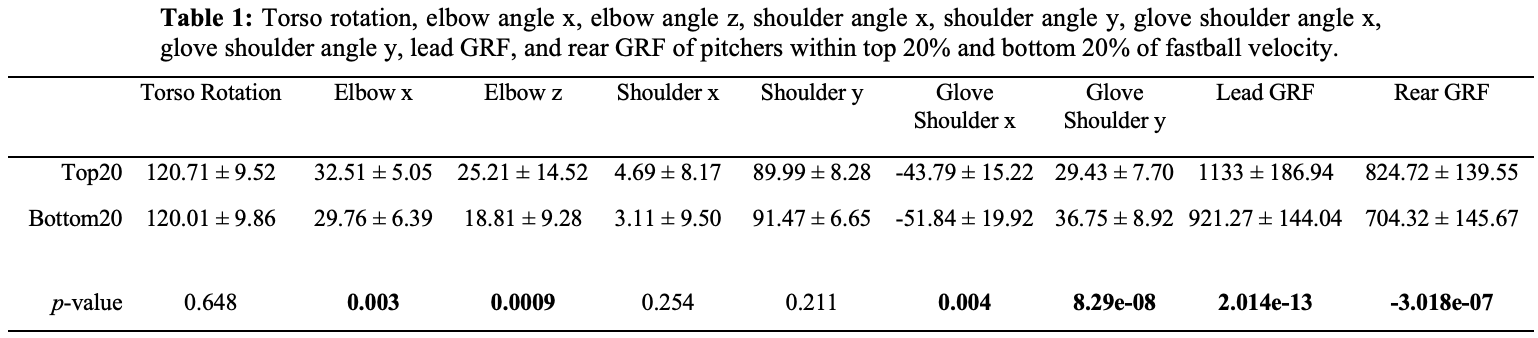 Table 1: Torso rotation, elbow angle x, elbow angle z, shoulder angle x, shoulder angle y, glove shoulder angle x,
glove shoulder angle y, lead GRF, and rear GRF of pitchers within top 20% and bottom 20% of fastball velocity.
Torso Rotation Elbow x Elbow z Shoulder x Shoulder y Glove Shoulder x Glove Shoulder y Lead GRF Rear GRF
Top20 120.71 ± 9.52 32.51 ± 5.05 25.21 ± 14.52 4.69 ± 8.17 89.99 ± 8.28 -43.79 ± 15.22 29.43 ± 7.70 1133 ± 186.94 824.72 ± 139.55
Bottom20 120.01 ± 9.86 29.76 ± 6.39 18.81 ± 9.28 3.11 ± 9.50 91.47 ± 6.65 -51.84 ± 19.92 36.75 ± 8.92 921.27 ± 144.04 704.32 ± 145.67
p-value 0.648 0.003 0.0009 0.254 0.211 0.004 8.29e-08 2.014e-13 -3.018e-07